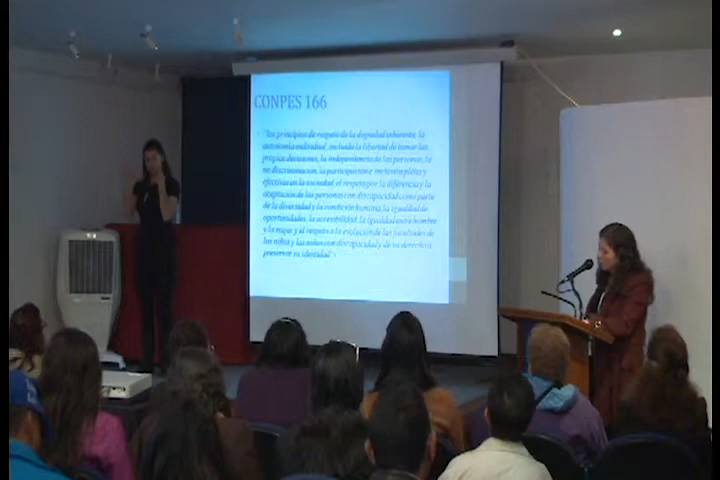 CONPES 166
"los principios de respeto de la dignidad inherente, la
autonomía individual, incluida la libertad de tomar las
propias decisiones, la independencia de las personas, la
no discriminación, la participación e inclusión plena y
efectiva en la sociedad, el respeto por la diferencia y la
aceptación de las personas con discapacidad como parte
de la diversidad y la condición humana, la igualdad de
oportunidades, la accesibilidad, la igualdad entre hombre
y la mujer y el respeto a la evolución de las facultades de
los niños y las niñas con discapacidad y de su derecho a
preservar su identidad"